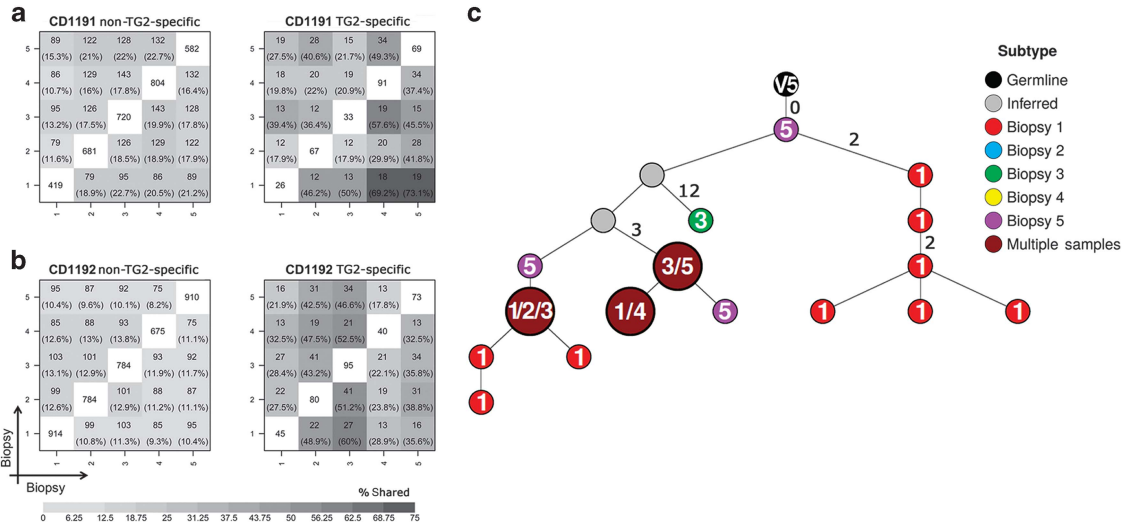 a
CD1191 non-TG2-specific
5 89 122 128 132 582
(15.3%) (21%) (22%) (22.7%)
4 86 129 143 804 132
(10.7%) (16%) (17.8%) (16.4%)
3 95 126 720 143 128
(13.2%) (17.5%) (19.9%) (17.8%)
2 79 681 126 129 122
(11.6%) (18.5%) (18.9%) (17.9%)
1 419 79 95 86 89
(18.9%) (22.7%) (20.5%) (21.2%)
1 2 3 4 5
CD1191 TG2-specific
5 19 28 15 34 69
(27.5%) (40.6%) (21.7%) (49.3%)
4 18 20 19 91 34
(19.8%) (22%) (20.9%) (37.4%)
3 13 12 33 19 15
(39.4%) (36.4%) (57.6%) (45.5%)
2 12 67 12 20 28
(17.9%) (17.9%) (29.9%) (41.8%)
1 26 12 13 18 19
(46.2%) (50%) (69.2%) (73.1%)
1 2 3 4 5
b
CD1192 non-TG2-specific
5 95 87 92 75 910
(10.4%) (9.6%) (10.1%) (8.2%)
4 85 88 93 675 75
(12.6%) (13%) (13.8%) (11.1%)
3 103 101 784 93 92
(13.1%) (12.9%) (11.9%) (11.7%)
2 99 784 101 88 87
(12.6%) (12.9%) (11.2%) (11.1%)
1 914 99 103 85 95
(10.8%) (11.3%) (9.3%) (10.4%)
1 2 3 4 5
Biopsy
Biopsy
CD1192 TG2-specific
5 16 31 34 13 73
(21.9%) (42.5%) (46.6%) (17.8%)
4 13 19 21 40 13
(32.5%) (47.5%) (52.5%) (32.5%)
3 27 41 95 21 34
(28.4%) (43.2%) (22.1%) (35.8%)
2 22 80 41 19 31
(27.5%) (51.2%) (23.8%) (38.8%)
1 45 22 27 13 16
(48.9%) (60%) (28.9%) (35.6%)
1 2 3 4 5
% Shared
0 6.25 12.5 18.75 25 31.25 37.5 43.75 50 56.25 62.5 68.75 75
c
V5
0
5
2
1
12
3
1
3
2
5
3/5
1
1/2/3
1/4
5
1
1
1
1
1
1
Subtype
Germline
Inferred
Biopsy 1
Biopsy 2
Biopsy 3
Biopsy 4
Biopsy 5
Multiple samples